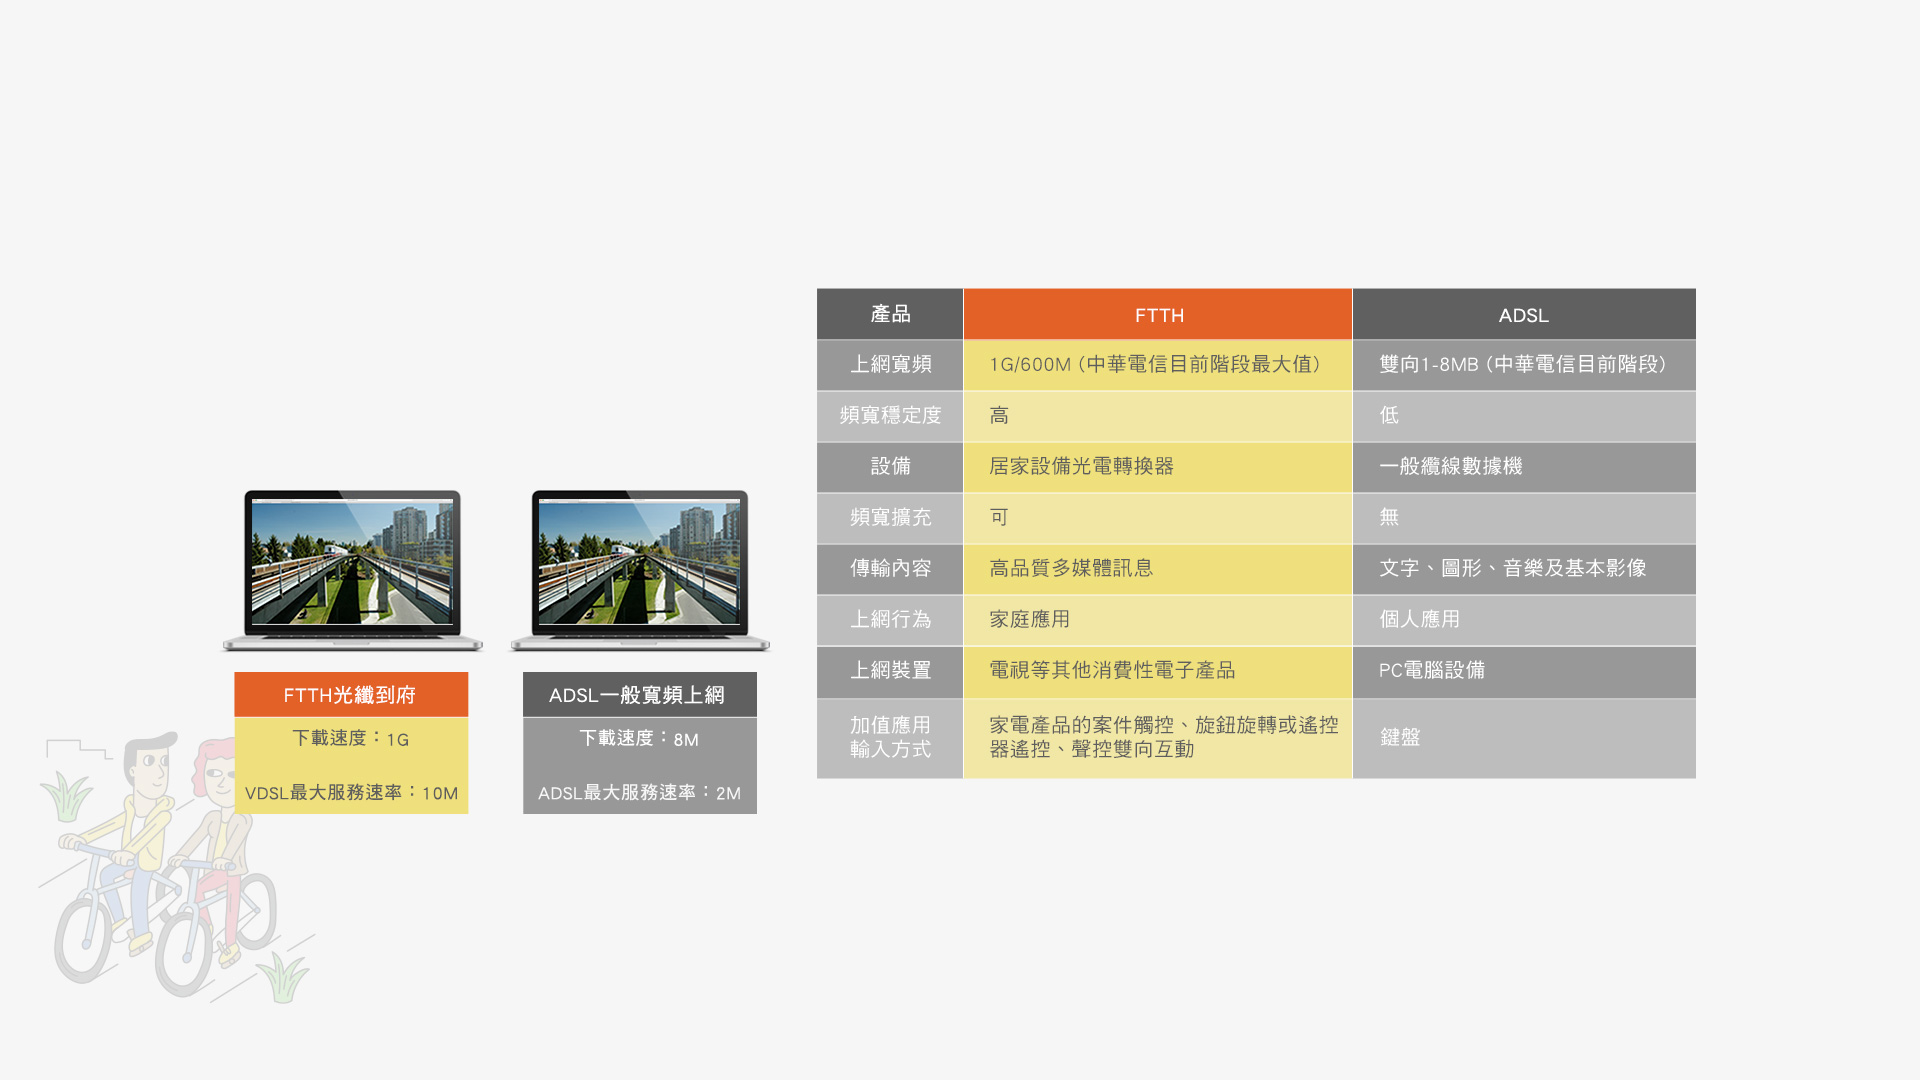 FTTH光纖到府
下載速度：1G
VDSL最大服務速率：10M
ADSL一般寬頻上網
下載速度：8M
ADSL最大服務速率：2M
產品 FTTH ADSL
上網寬頻 1G/600M（中華電信目前階段最大值） 雙向1-8MB（中華電信目前階段）
頻寬穩定度 高 低
設備 居家設備光電轉換器 一般纜線數據機
頻寬擴充 可 無
傳輸內容 高品質多媒體訊息 文字、圖形、音樂及基本影像
上網行為 家庭應用 個人應用
上網裝置 電視等其他消費性電子產品 PC電腦設備
加值應用
輸入方式
家電產品的案件觸控、旋鈕旋轉或遙控
器遙控、聲控雙向互動
鍵盤